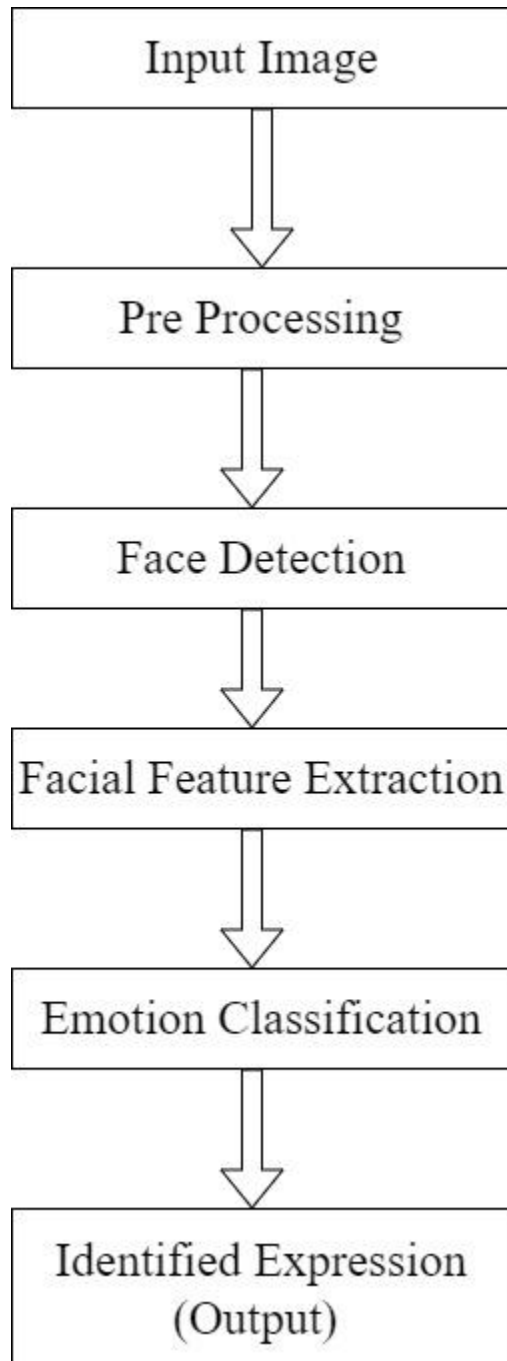 Input Image
Pre Processing
Face Detection
Facial Feature Extraction
Emotion Classification
Identified Expression
(Output)